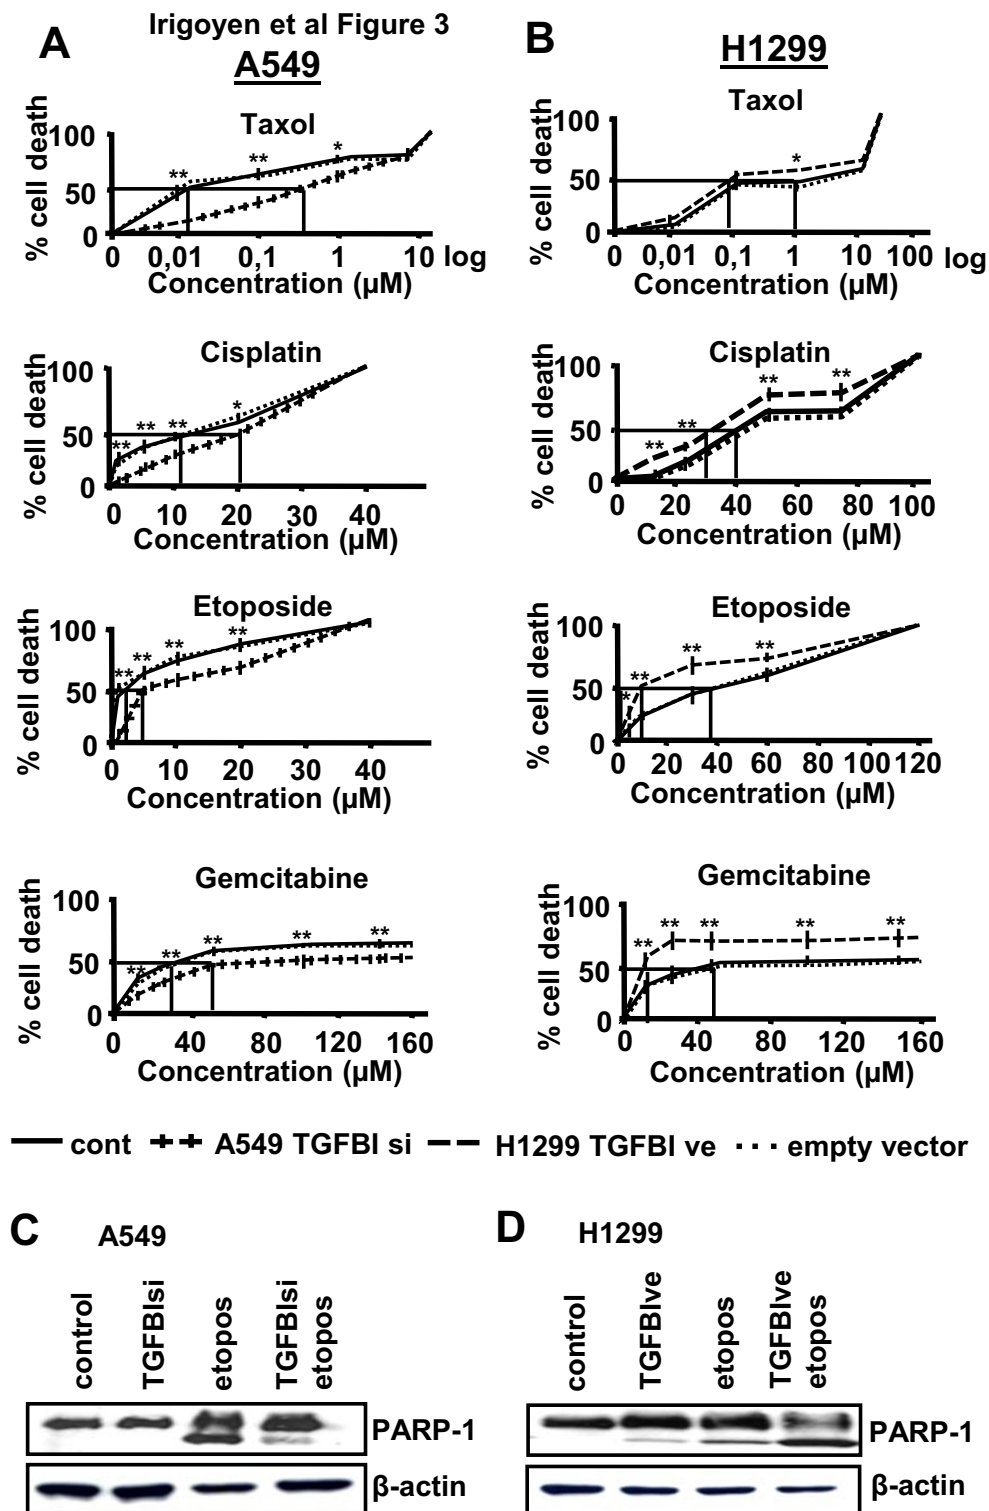 Irigoyen et al Figure 3
A
A549
Taxol
% cell death
100
50
0
**
**
*
0 0,01 0,1 1 10 log
Concentration (µM)
Cisplatin
% cell death
100
50
0
**
**
**
*
0 10 20 30 40
Concentration (µM)
Etoposide
% cell death
100
50
0
**
**
**
**
0 10 20 30 40
Concentration (µM)
Gemcitabine
% cell death
100
50
0
**
**
**
**
**
0 40 80 120 160
Concentration (µM)
B
H1299
Taxol
% cell death
100
50
0
*
0 0,01 0,1 1 10 100 log
Concentration (µM)
Cisplatin
% cell death
100
50
0
**
**
**
**
0 20 40 60 80 100
Concentration (µM)
Etoposide
% cell death
100
50
0
*
**
**
**
0 20 40 60 80 100 120
Concentration (µM)
Gemcitabine
% cell death
100
50
0
**
**
**
**
**
0 40 80 120 160
Concentration (µM)
cont A549 TGFBI si H1299 TGFBI ve empty vector
C A549
control
TGFBIsi
etopos
TGFBIsi
etopos
PARP-1
β-actin
D H1299
control
TGFBIve
etopos
TGFBIve
etopos
PARP-1
β-actin